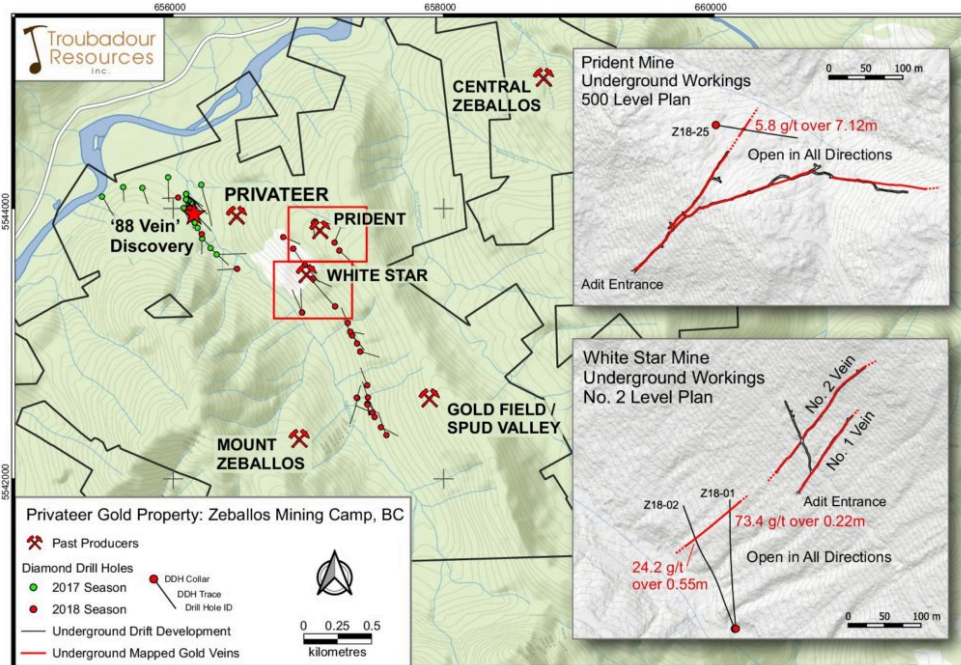 Troubadour
Resources
inc.
656000
658000
660000
5544000
5542000
CENTRAL
ZEBALLOS
PRIVATEER
PRIDENT
'88 Vein'
Discovery
WHITE STAR
GOLD FIELD /
SPUD VALLEY
MOUNT
ZEBALLOS
Prident Mine
Underground Workings
500 Level Plan
0 50 100 m
Z18-25
5.8 g/t over 7.12m
Open in All Directions
Adit Entrance
White Star Mine
Underground Workings
No. 2 Level Plan
No. 2 Vein
No. 1 Vein
Adit Entrance
Z18-02
Z18-01
73.4 g/t over 0.22m
24.2 g/t
over 0.55m
Open in All Directions
0 50 100 m
Privateer Gold Property: Zeballos Mining Camp, BC
Past Producers
Diamond Drill Holes
2017 Season
2018 Season
DDH Collar
DDH Trace
Drill Hole ID
Underground Drift Development
Underground Mapped Gold Veins
0 0.25 0.5
kilometres